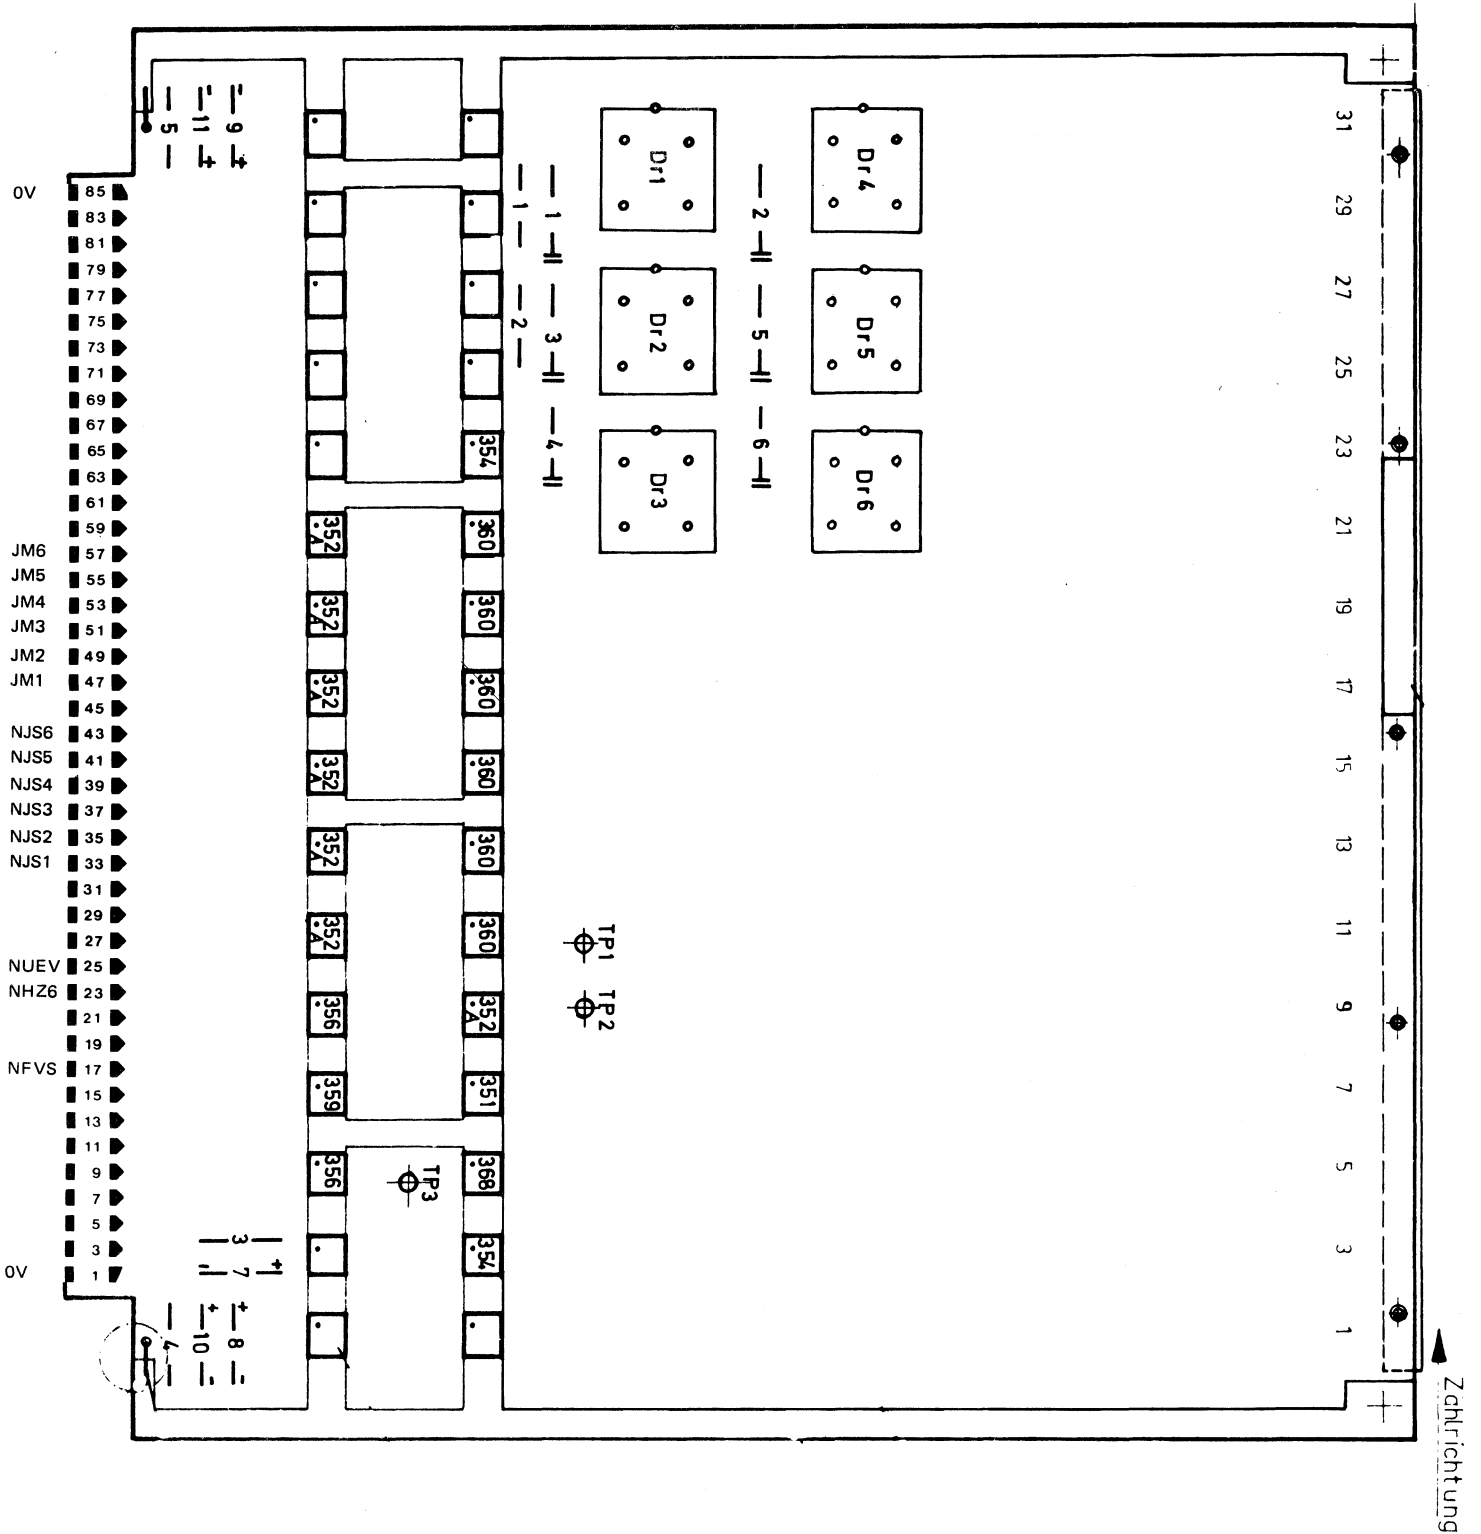 5
11
9
0V 85
83
81
79
77
75
73
71
69
67
65
63
61
59
JM6 57
JM5 55
JM4 53
JM3 51
JM2 49
JM1 47
45
NJS6 43
NJS5 41
NJS4 39
NJS3 37
NJS2 35
NJS1 33
31
29
27
NUEV 25
NHZ6 23
21
19
NFVS 17
15
13
11
9
7
5
3
0V 1
3
7 +
4
10 +
8 +
352 A
352 A
352 A
352 A
352 A
352 A
356
359
356
354
360
360
360
360
360
360
352 A
351
368
354
1
2
1
3
4
2
5
6
Dr1
Dr2
Dr3
Dr4
Dr5
Dr6
TP1
TP2
TP3
31
29
27
25
23
21
19
17
15
13
11
9
7
5
3
1
Zählrichtung